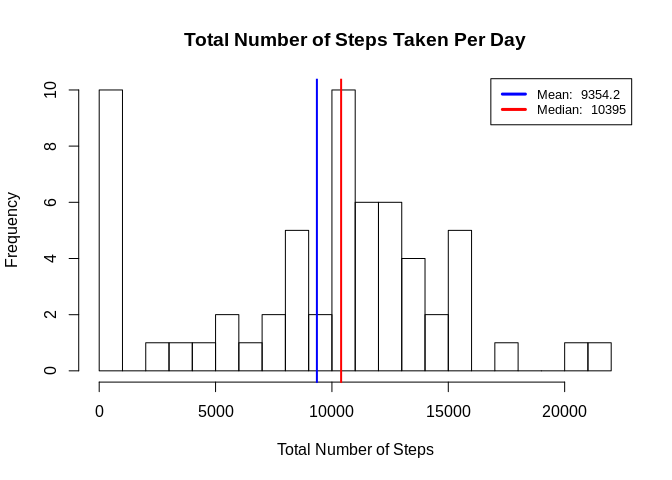 Total Number of Steps Taken Per Day
Mean: 9354.2
Median: 10395
Frequency
10
8
6
4
2
0
0 5000 10000 15000 20000
Total Number of Steps